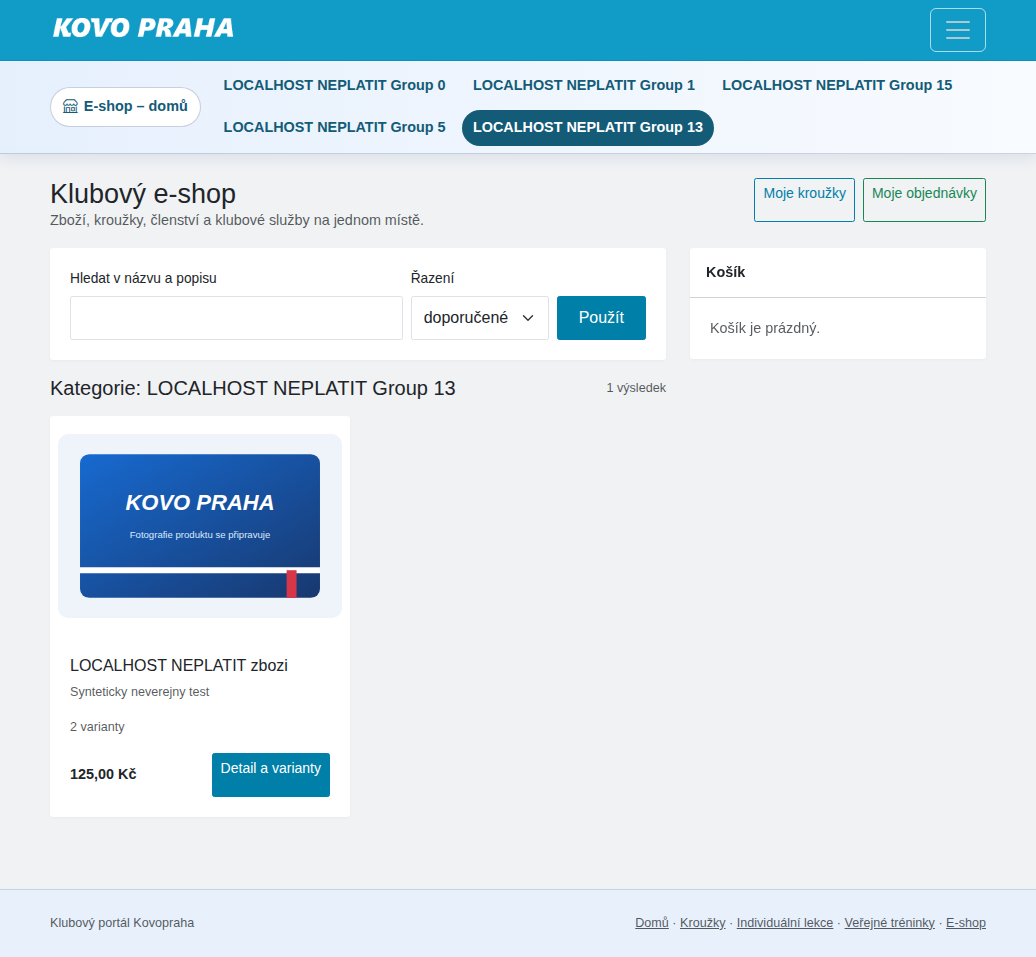 KOVO PRAHA
E-shop – domů
LOCALHOST NEPLATIT Group 0
LOCALHOST NEPLATIT Group 1
LOCALHOST NEPLATIT Group 15
LOCALHOST NEPLATIT Group 5
LOCALHOST NEPLATIT Group 13
Klubový e-shop
Zboží, kroužky, členství a klubové služby na jednom místě.
Moje kroužky
Moje objednávky
Hledat v názvu a popisu
Řazení
doporučené
Použít
Košík
Košík je prázdný.
Kategorie: LOCALHOST NEPLATIT Group 13
1 výsledek
KOVO PRAHA
Fotografie produktu se připravuje
LOCALHOST NEPLATIT zbozi
Synteticky neverejny test
2 varianty
125,00 Kč
Detail a varianty
Klubový portál Kovopraha
Domů · Kroužky · Individuální lekce · Veřejné tréninky · E-shop